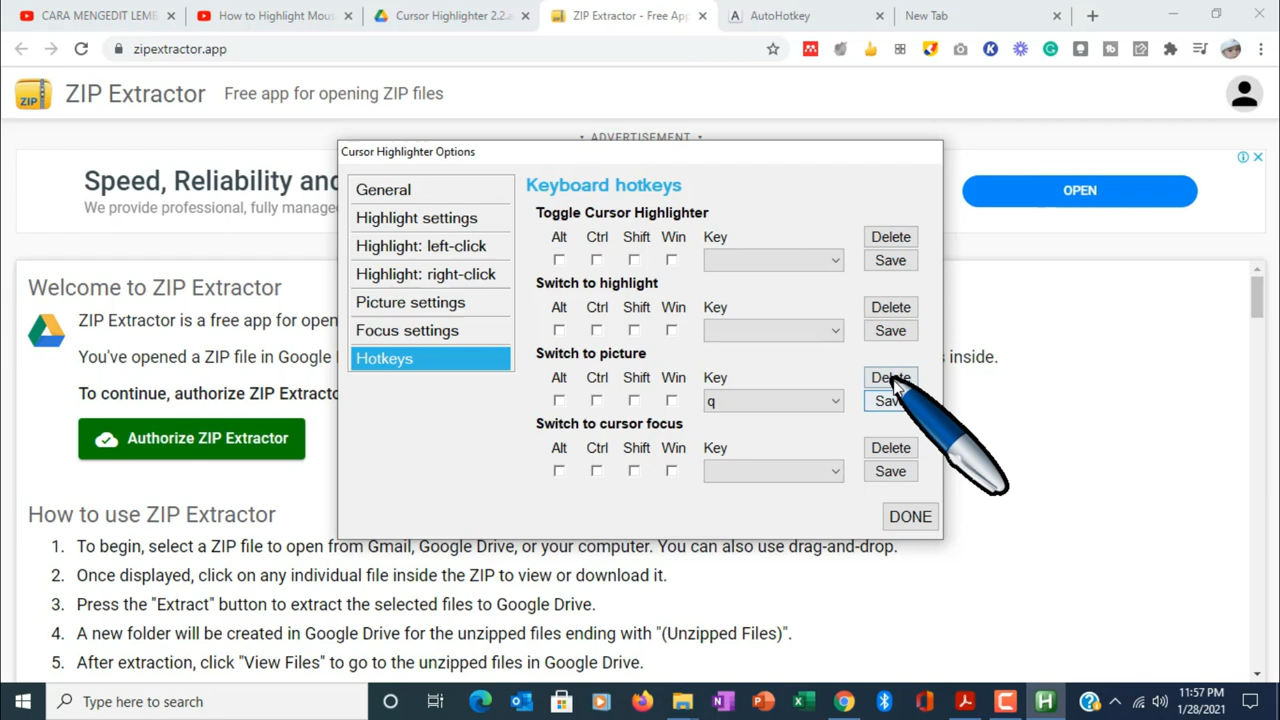 CARA MENGEDIT LEMB
How to Highlight Mou
Cursor Highlighter 2.2.
ZIP Extractor - Free App
AutoHotkey
New Tab
zipextractor.app
ZIP
ZIP Extractor
Free app for opening ZIP files
• ADVERTISEMENT •
Speed, Reliability and
We provide professional, fully manage
OPEN
Welcome to ZIP Extractor
ZIP Extractor is a free app for open
You've opened a ZIP file in Google
s inside.
To continue, authorize ZIP Extracto
Authorize ZIP Extractor
How to use ZIP Extractor
1. To begin, select a ZIP file to open from Gmail, Google Drive, or your computer. You can also use drag-and-drop.
2. Once displayed, click on any individual file inside the ZIP to view or download it.
3. Press the "Extract" button to extract the selected files to Google Drive.
4. A new folder will be created in Google Drive for the unzipped files ending with "(Unzipped Files)".
5. After extraction, click "View Files" to go to the unzipped files in Google Drive.
Cursor Highlighter Options
General
Highlight settings
Highlight: left-click
Highlight: right-click
Picture settings
Focus settings
Hotkeys
Keyboard hotkeys
Toggle Cursor Highlighter
Alt Ctrl Shift Win Key Delete
Save
Switch to highlight
Alt Ctrl Shift Win Key Delete
Save
Switch to picture
Alt Ctrl Shift Win Key Delete
q Save
Switch to cursor focus
Alt Ctrl Shift Win Key Delete
Save
DONE
Type here to search
11:57 PM
1/28/2021